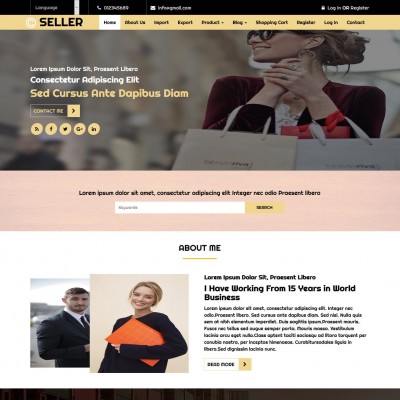 Language
012345689
info@gmail.com
Log In OR Register
SELLER
Home
About Us
Import
Export
Product
Blog
Shopping Cart
Register
Log In
Contact Us
Lorem Ipsum Dolor Sit, Praesent Libero
Consectetur Adipiscing Elit
Sed Cursus Ante Dapibus Diam
CONTACT ME
Lorem ipsum dolor sit amet, consectetur odipiscing elit Integer nec odio Praesent libero
Keywords
SEARCH
ABOUT ME
Lorem Ipsum Dolor Sit, Praesent Libero
I Have Working From 15 Years in World
Business
Lorem ipsum dolor sit amet, consectetur adipiscing
elit. Integer nec odio. Praesent libero. Sed cursus
ante dapibus diam. Sed nisi. Nulla quis sem at nibh
elementum imperdiet. Duis sagittis ipsum. Praesent mauris.
Fusce nec tellus sed augue semper porta. Mauris massa. Vestibulum
lacinia arcu eget nulla.Class aptent taciti sociosqu ad litora torquent per
conubia nostra, per inceptos himenaeos. Curabitursodales ligula in
libero.Sed dignissim lacinia nunc.
READ MORE